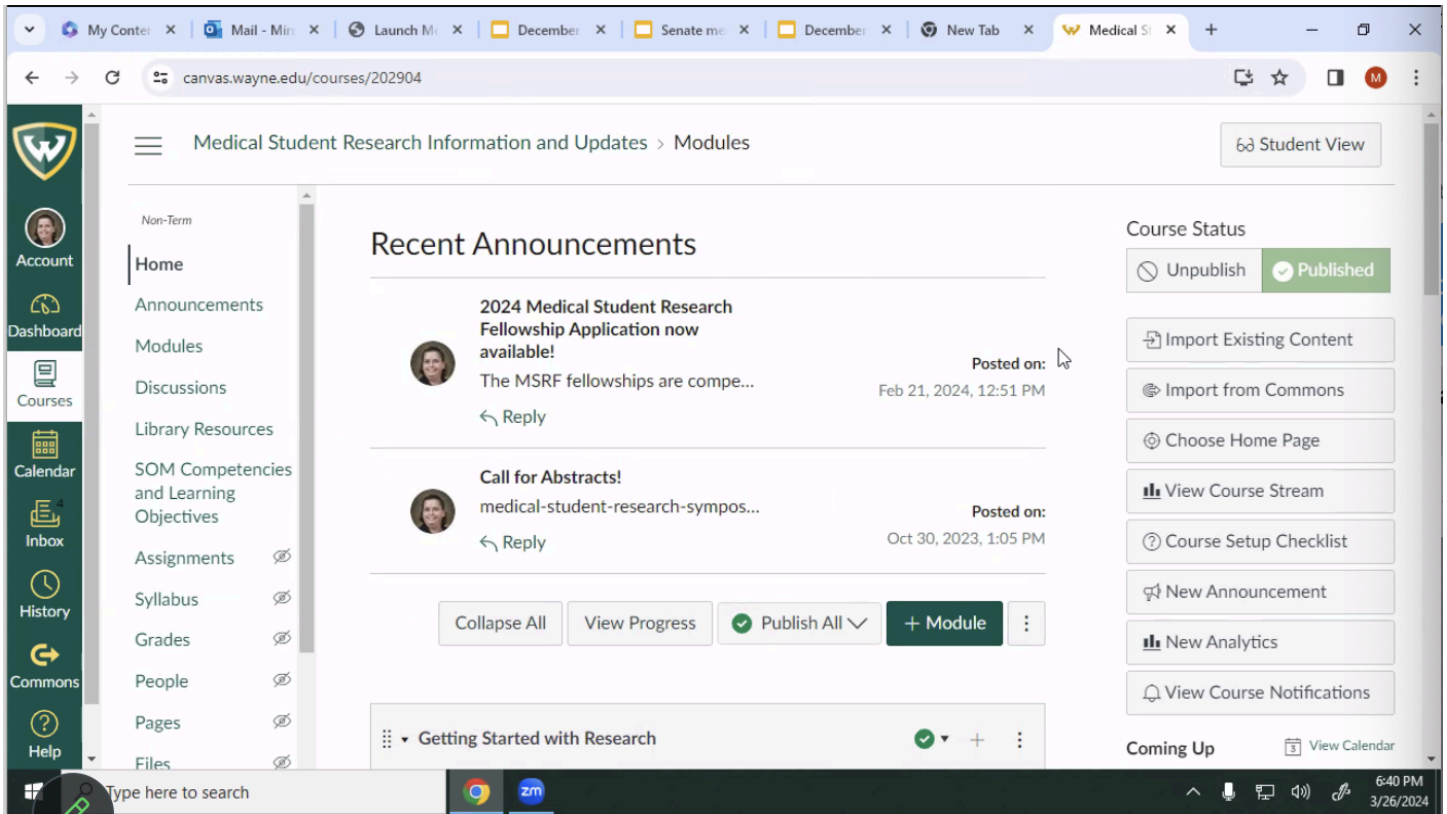 My Conter
Mail - Mir
Launch M
December
Senate me
December
New Tab
Medical S
canvas.wayne.edu/courses/202904
M
W
Medical Student Research Information and Updates > Modules
Student View
Account
Dashboard
Courses
Calendar
4
Inbox
History
Commons
Help
Non-Term
Home
Announcements
Modules
Discussions
Library Resources
SOM Competencies
and Learning
Objectives
Assignments
Syllabus
Grades
People
Pages
Files
Recent Announcements
2024 Medical Student Research
Fellowship Application now
available!
The MSRF fellowships are compe...
Reply
Posted on:
Feb 21, 2024, 12:51 PM
Call for Abstracts!
medical-student-research-sympos...
Reply
Posted on:
Oct 30, 2023, 1:05 PM
Collapse All
View Progress
Publish All
+ Module
Getting Started with Research
Course Status
Unpublish
Published
Import Existing Content
Import from Commons
Choose Home Page
View Course Stream
Course Setup Checklist
New Announcement
New Analytics
View Course Notifications
Coming Up
3
View Calendar
Type here to search
zm
6:40 PM
3/26/2024